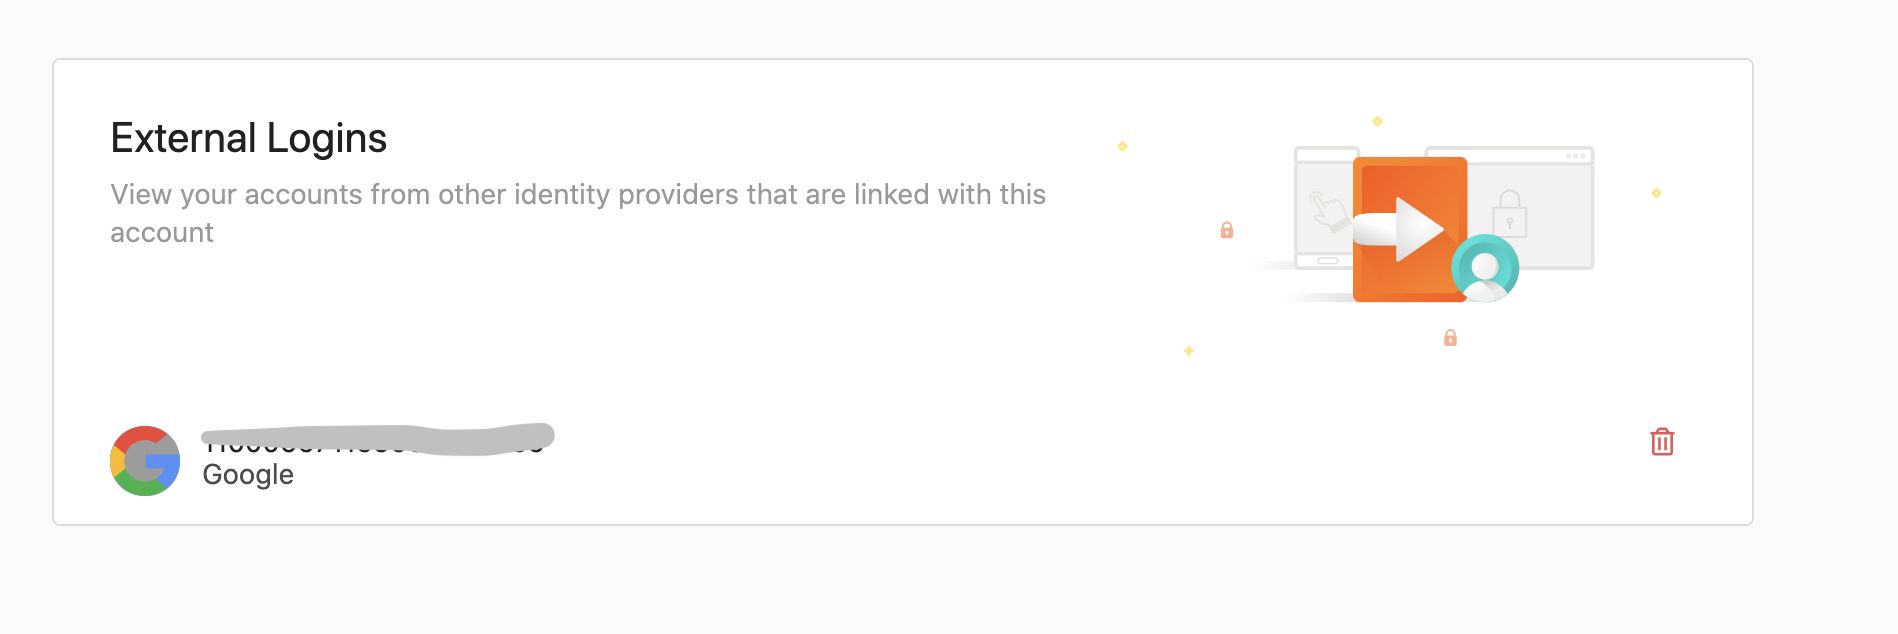 External Logins
View your accounts from other identity providers that are linked with this
account
Google